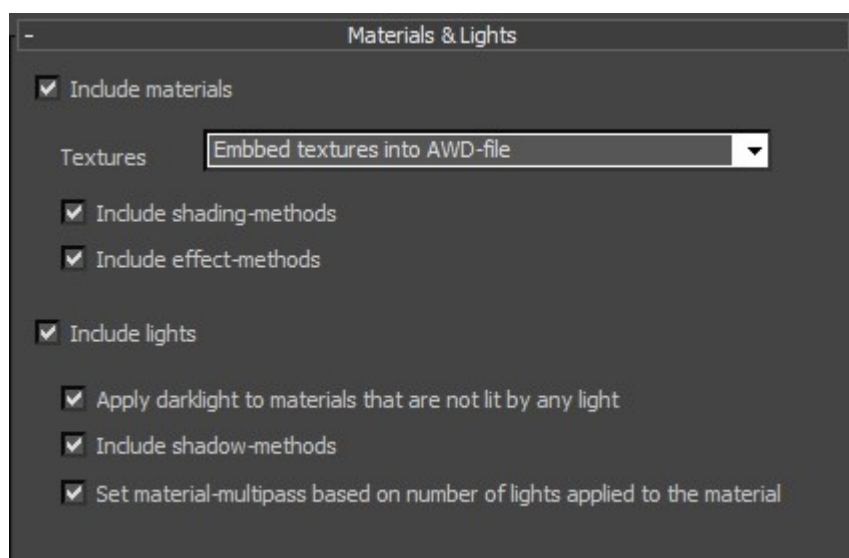 - Materials & Lights
Include materials
Textures Embbed textures into AWD-file
Include shading-methods
Include effect-methods
Include lights
Apply darklight to materials that are not lit by any light
Include shadow-methods
Set material-multipass based on number of lights applied to the material